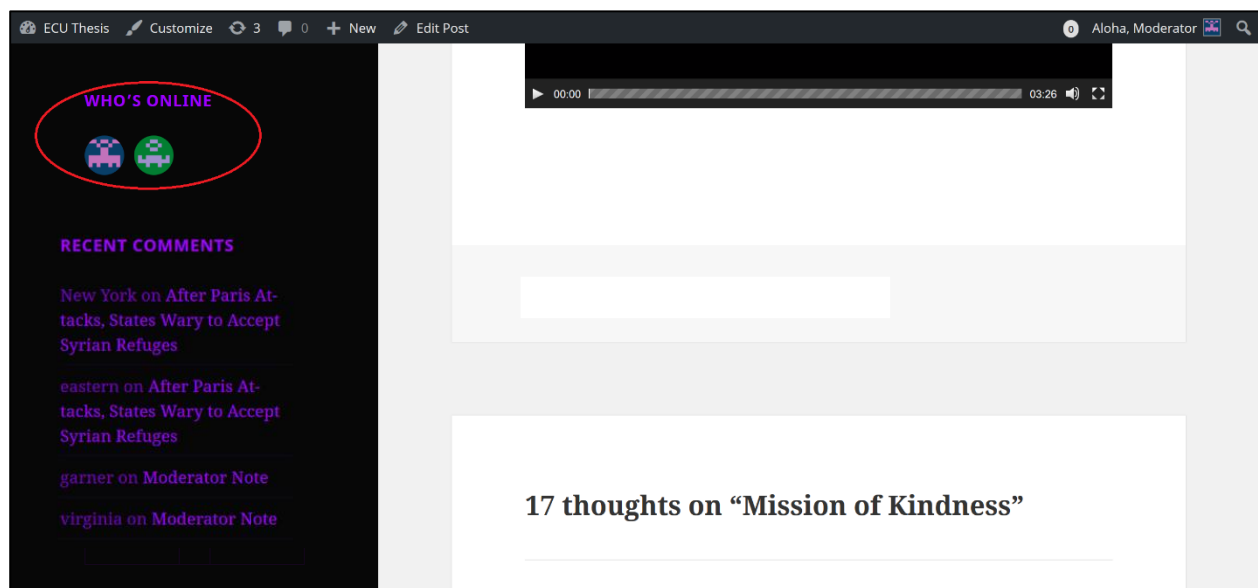 ECU Thesis Customize 3 0 New Edit Post 0 Aloha, Moderator
WHO'S ONLINE
RECENT COMMENTS
New York on After Paris At-
tacks, States Wary to Accept
Syrian Refuges
eastern on After Paris At-
tacks, States Wary to Accept
Syrian Refuges
garner on Moderator Note
virginia on Moderator Note
00:00 03:26
17 thoughts on “Mission of Kindness”